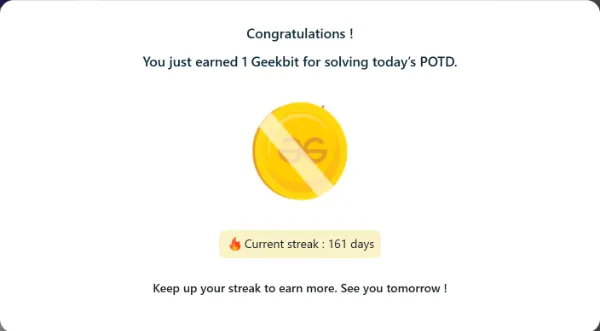 Congratulations !
You just earned 1 Geekbit for solving today's POTD.
Current streak : 161 days
Keep up your streak to earn more. See you tomorrow !